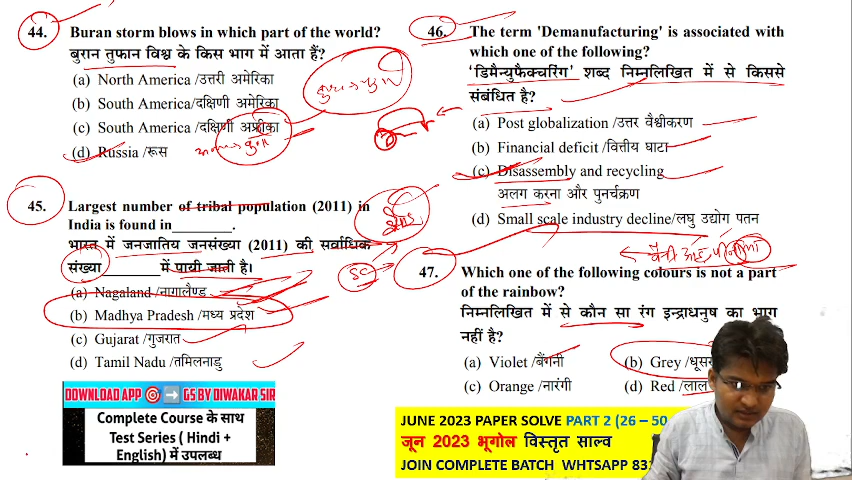 44. Buran storm blows in which part of the world?
बुरान तुफान विश्व के किस भाग में आता हैं?
(a) North America /उतरी अमेरिका
(b) South America /दक्षिणी अमेरिका
(c) South America /दक्षिणी अफ्रीका
(d) Russia /रूस
45. Largest number of tribal population (2011) in
India is found in________.
भारत में जनजातिय जनसंख्या (2011) की सर्वाधिक
संख्या ________ में पायी जाती है।
(a) Nagaland /नागालैण्ड
(b) Madhya Pradesh /मध्य प्रदेश
(c) Gujarat /गुजरात
(d) Tamil Nadu /तमिलनाडु
SC
DOWNLOAD APP 🎯 ➡️ GS BY DIWAKAR SIR
Complete Course के साथ
Test Series ( Hindi +
English) में उपलब्ध
46. The term 'Demanufacturing' is associated with
which one of the following?
'डिमैन्युफैक्चरिंग' शब्द निम्नलिखित में से किससे
संबंधित है?
(a) Post globalization /उत्तर वैश्वीकरण
(b) Financial deficit /वित्तीय घाटा
(c) Disassembly and recycling
अलग करना और पुनर्चक्रण
(d) Small scale industry decline/लघु उद्योग पतन
47. Which one of the following colours is not a part
of the rainbow?
निम्नलिखित में से कौन सा रंग इन्द्राधनुष का भाग
नहीं है?
(a) Violet /बैंगनी
(b) Grey /धूसर
(c) Orange /नारंगी
(d) Red /लाल
JUNE 2023 PAPER SOLVE PART 2 (26 – 50
जून 2023 भूगोल विस्तृत साल्व
JOIN COMPLETE BATCH WHTSAPP 83